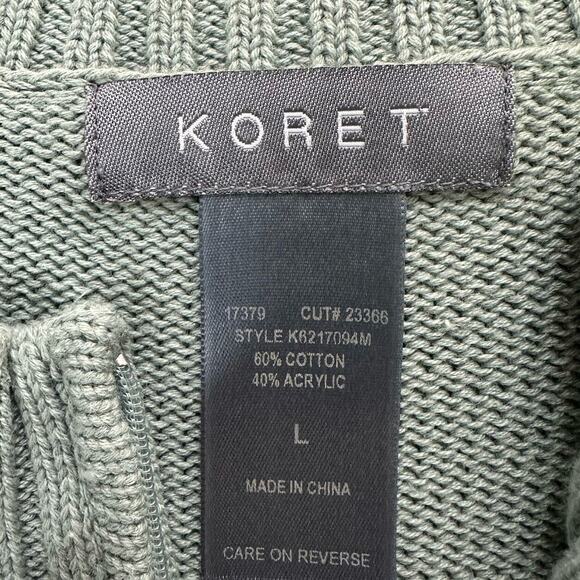 KORET
17379 CUT# 23366
STYLE K6217094M
60% COTTON
40% ACRYLIC
L
MADE IN CHINA
CARE ON REVERSE